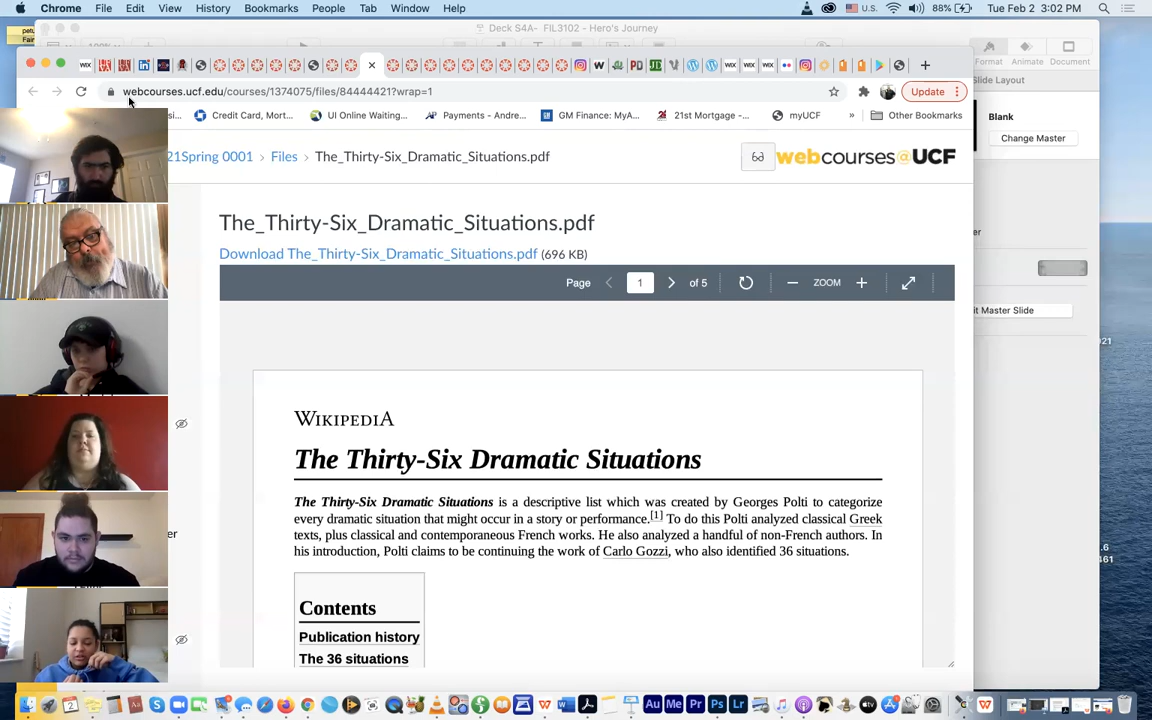 Chrome File Edit View History Bookmarks People Tab Window Help
U.S. 88% Tue Feb 2 3:02 PM
Deck S4A- FIL3102 - Hero's Journey
Format Animate Document
webcourses.ucf.edu/courses/1374075/files/84444421?wrap=1
Update
Slide Layout
si... Credit Card, Mort... UI Online Waiting... Payments - Andre... GM Finance: MyA... 21st Mortgage -... myUCF » Other Bookmarks
Blank
Change Master
21Spring 0001 > Files > The_Thirty-Six_Dramatic_Situations.pdf
webcourses@UCF
The_Thirty-Six_Dramatic_Situations.pdf
Download The_Thirty-Six_Dramatic_Situations.pdf (696 KB)
Page 1 of 5 ZOOM
it Master Slide
WIKIPEDIA
The Thirty-Six Dramatic Situations
The Thirty-Six Dramatic Situations is a descriptive list which was created by Georges Polti to categorize
every dramatic situation that might occur in a story or performance.[1] To do this Polti analyzed classical Greek
texts, plus classical and contemporaneous French works. He also analyzed a handful of non-French authors. In
his introduction, Polti claims to be continuing the work of Carlo Gozzi, who also identified 36 situations.
Contents
Publication history
The 36 situations